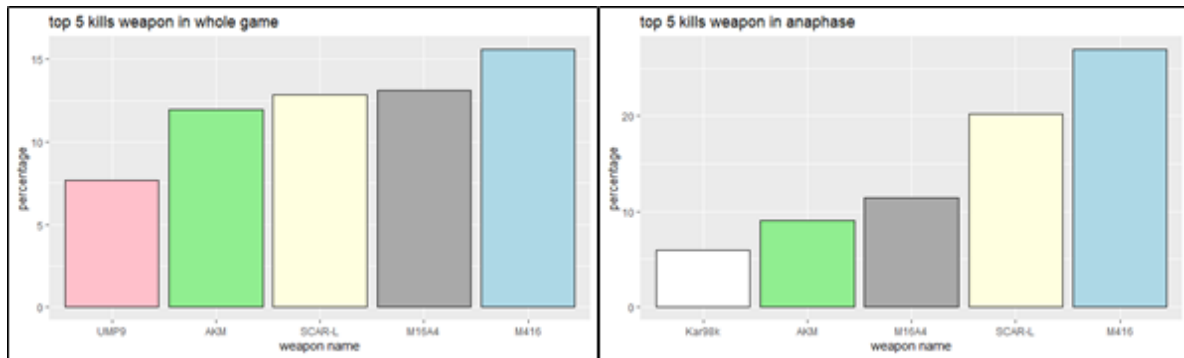 top 5 kills weapon in whole game
percentage
15
10
5
0
UMP9 AKM SCAR-L M16A4 M416
weapon name
top 5 kills weapon in anaphase
percentage
20
10
0
Kar98k AKM M16A4 SCAR-L M416
weapon name